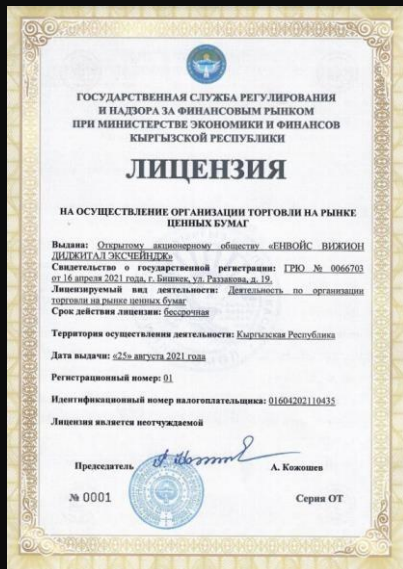 ГОСУДАРСТВЕННАЯ СЛУЖБА РЕГУЛИРОВАНИЯ
И НАДЗОРА ЗА ФИНАНСОВЫМ РЫНКОМ
ПРИ МИНИСТЕРСТВЕ ЭКОНОМИКИ И ФИНАНСОВ
КЫРГЫЗСКОЙ РЕСПУБЛИКИ
ЛИЦЕНЗИЯ
НА ОСУЩЕСТВЛЕНИЕ ОРГАНИЗАЦИИ ТОРГОВЛИ НА РЫНКЕ
ЦЕННЫХ БУМАГ
Выдана: Открытому акционерному обществу «ЕНВОЙС ВИЖИОН
ДИДЖИТАЛ ЭКСЧЕЙНДЖ»
Свидетельство о государственной регистрации: ГРЮ № 0066703
от 16 апреля 2021 года, г. Бишкек, ул. Раззакова, д. 19.
Лицензируемый вид деятельности: Деятельность по организации
торговли на рынке ценных бумаг
Срок действия лицензии: бессрочная
Территория осуществления деятельности: Кыргызская Республика
Дата выдачи: «25» августа 2021 года
Регистрационный номер: 01
Идентификационный номер налогоплательщика: 01604202110435
Лицензия является неотчуждаемой
Председатель А. Кожошев
№ 0001 Серия ОТ